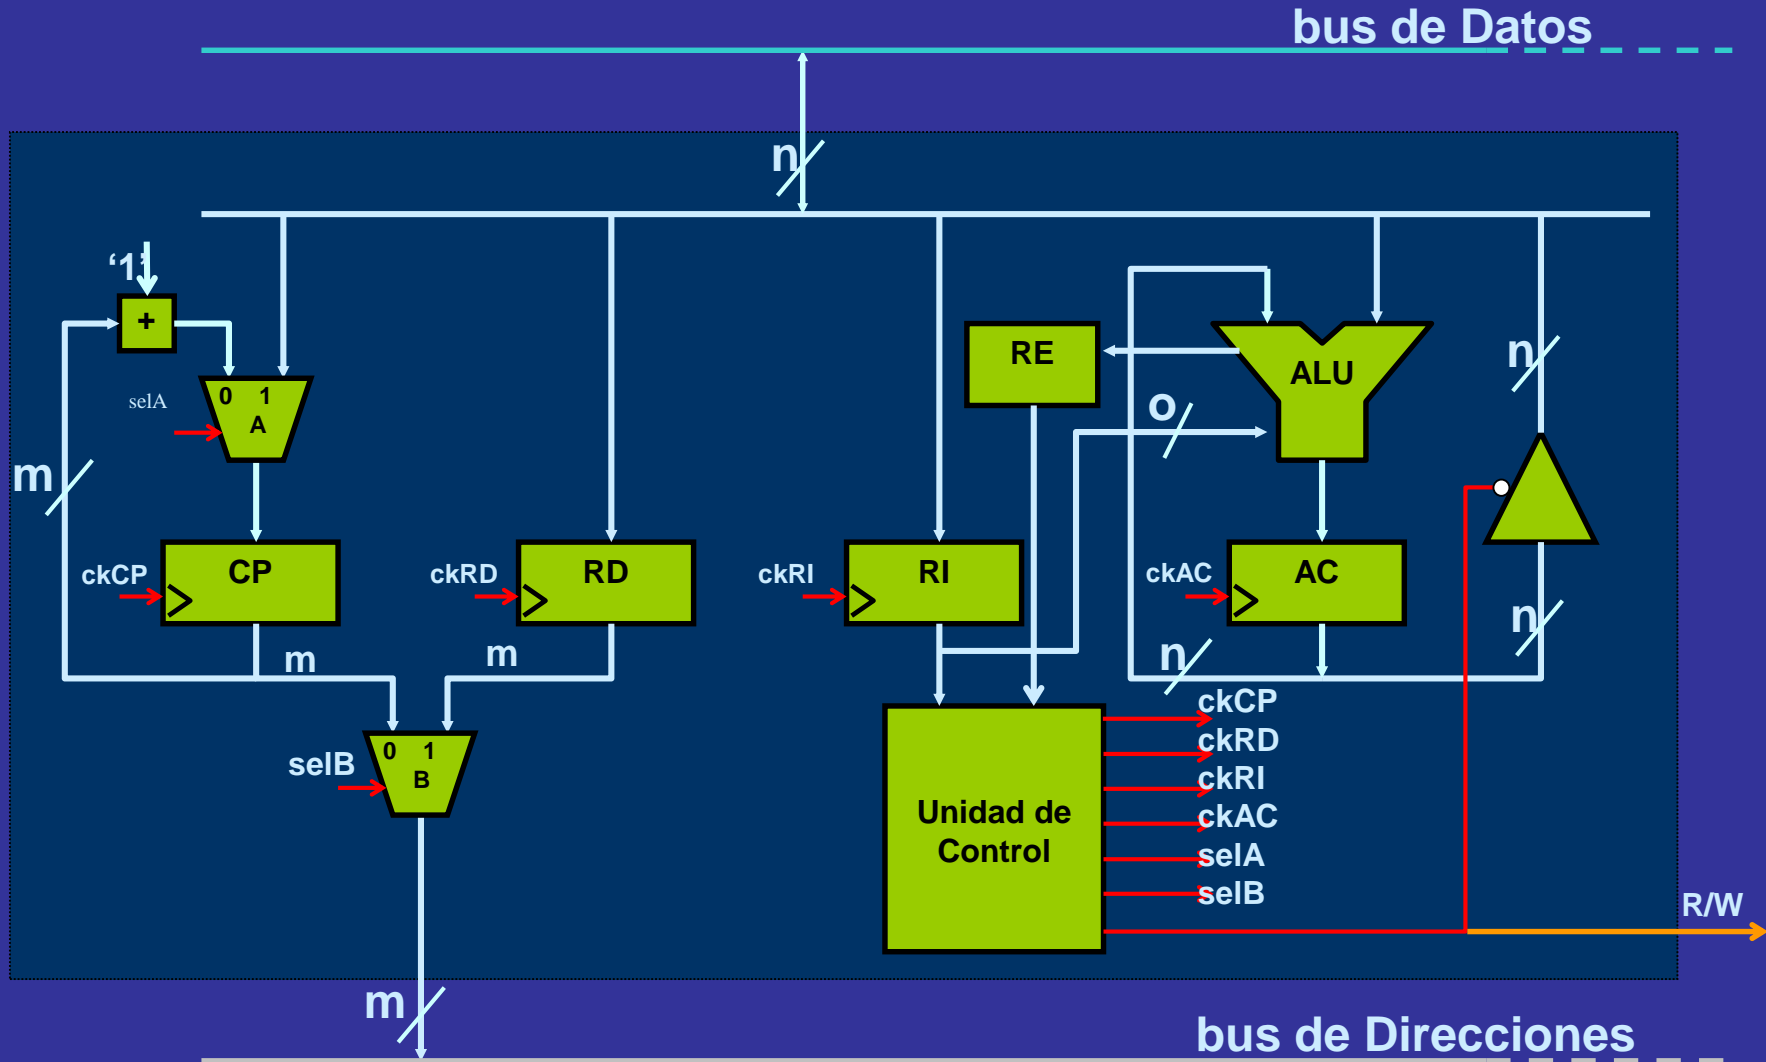 bus de Datos
n
‘1’
+
0 1
A
selA
RE
ALU
n
o
m
ckCP
CP
ckRD
RD
ckRI
RI
ckAC
AC
m
m
n
n
selB
0 1
B
Unidad de
Control
ckCP
ckRD
ckRI
ckAC
selA
selB
R/W
m
bus de Direcciones